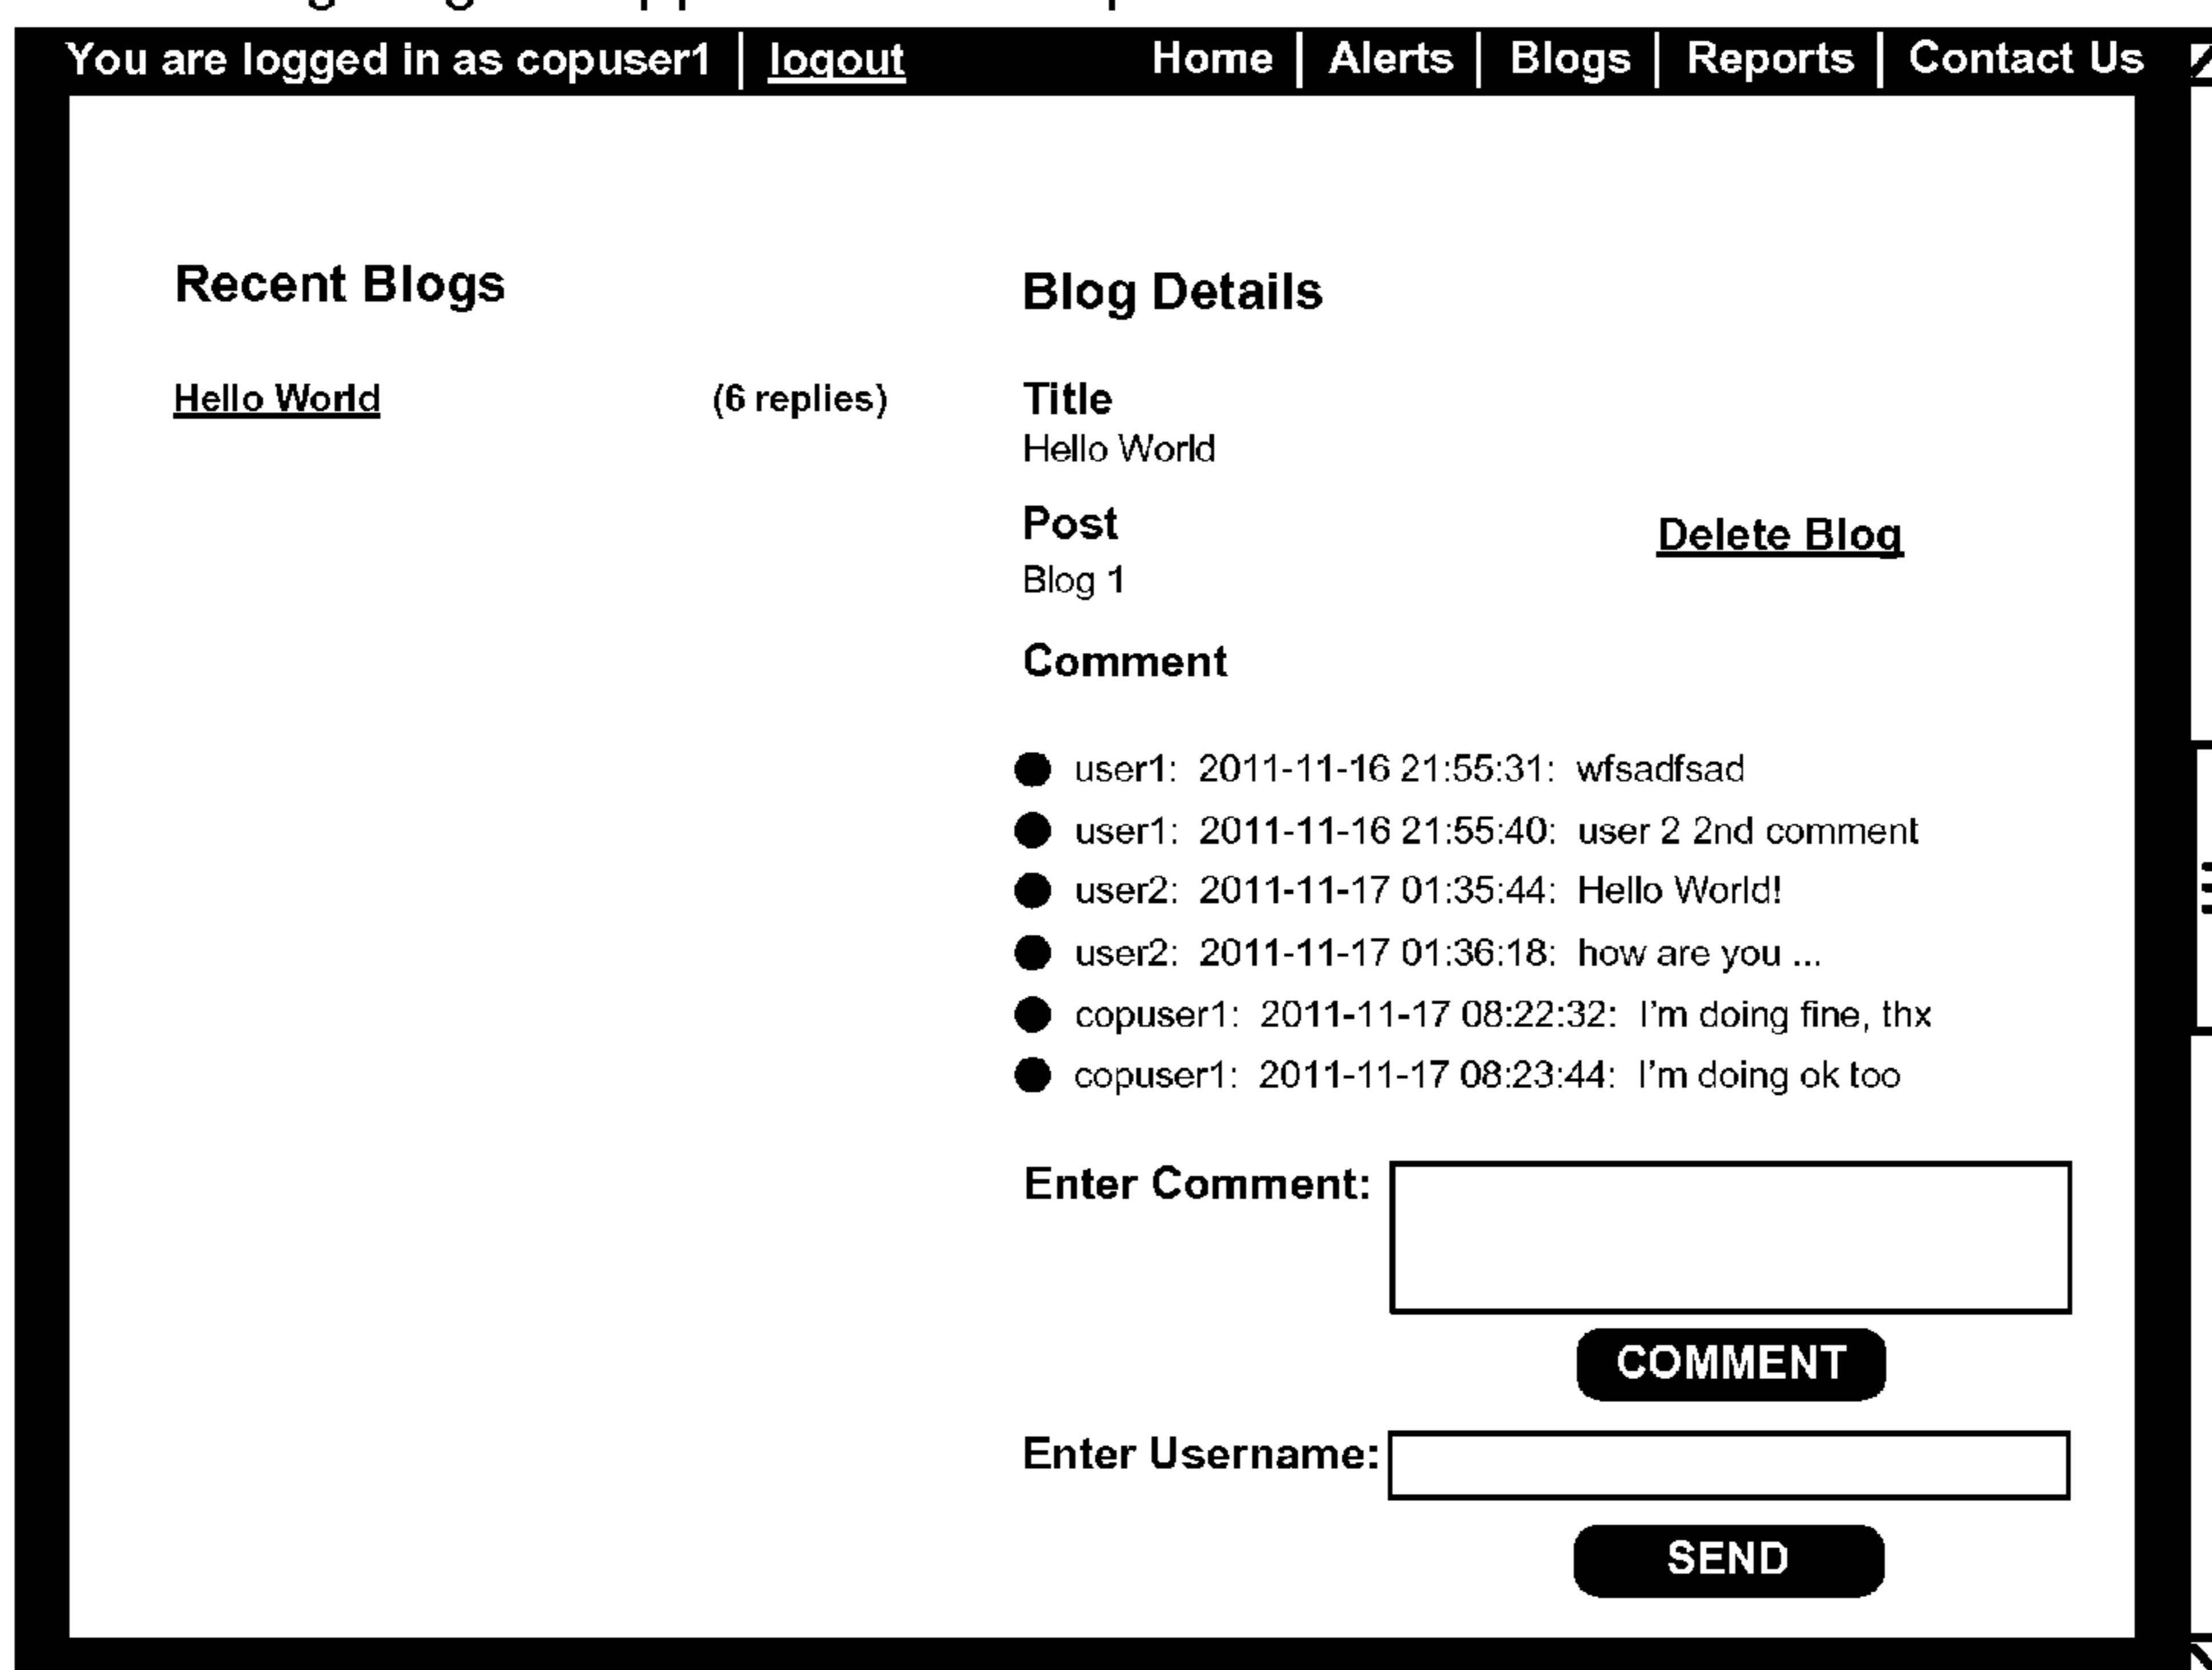 You are logged in as copuser1 | logout Home | Alerts | Blogs | Reports | Contact Us
Recent Blogs
Hello World (6 replies)
Blog Details
Title
Hello World
Post
Delete Blog
Blog 1
Comment
user1: 2011-11-16 21:55:31: wfsadfsad
user1: 2011-11-16 21:55:40: user 2 2nd comment
user2: 2011-11-17 01:35:44: Hello World!
user2: 2011-11-17 01:36:18: how are you ...
copuser1: 2011-11-17 08:22:32: I'm doing fine, thx
copuser1: 2011-11-17 08:23:44: I'm doing ok too
Enter Comment:
COMMENT
Enter Username:
SEND